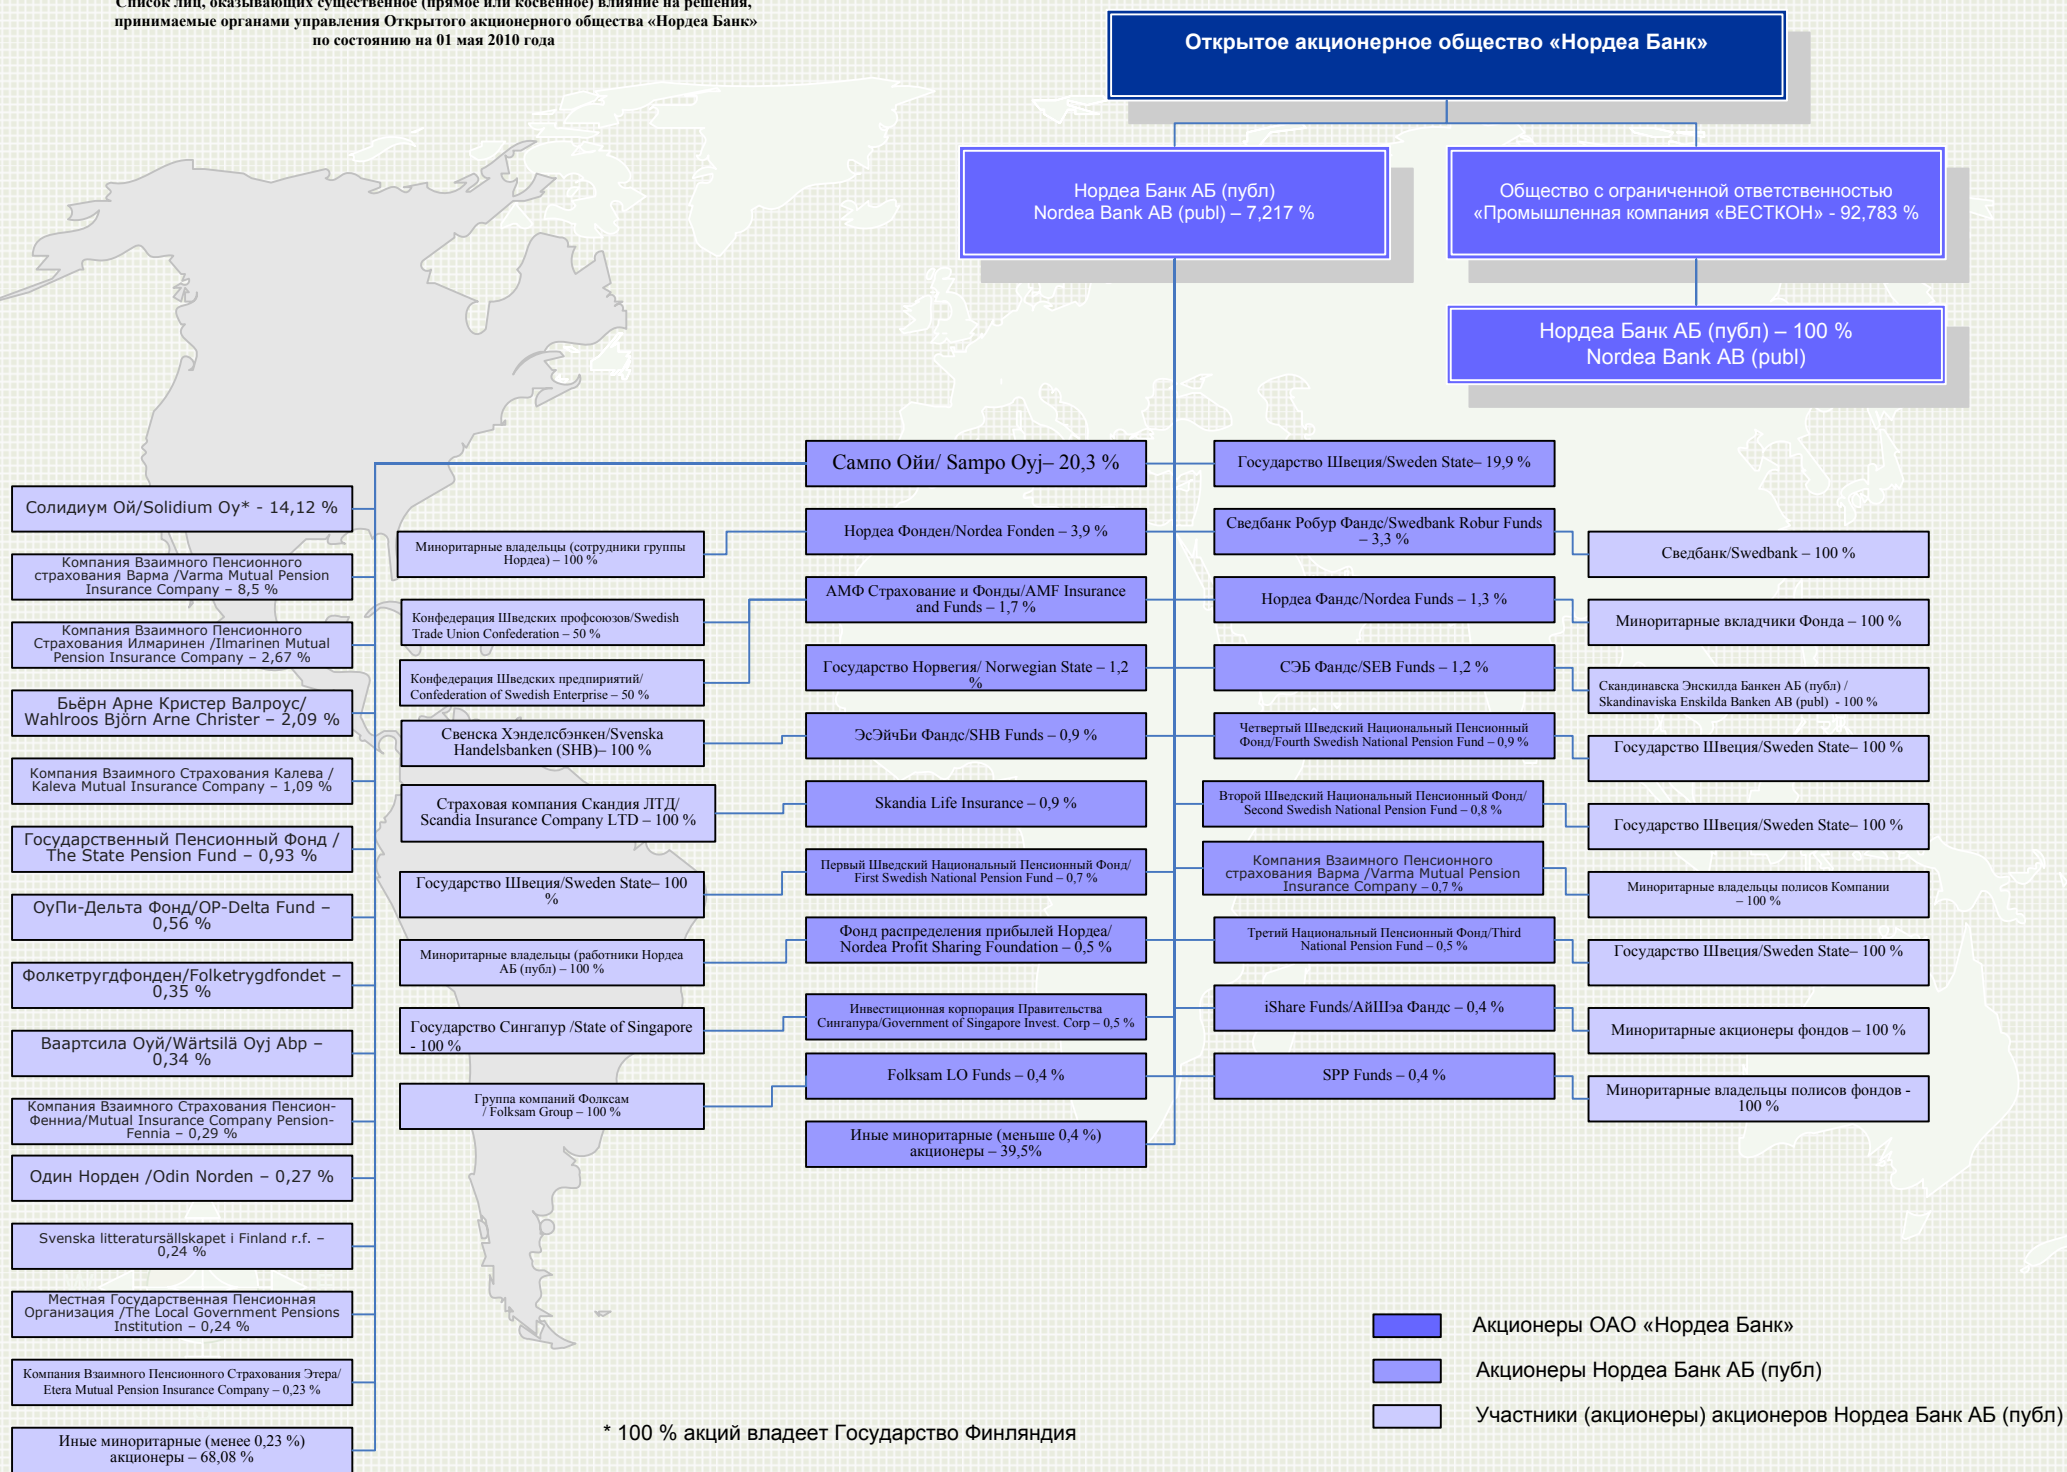 Список лиц, оказывающих существенное (прямое или косвенное) влияние на решения,
принимаемые органами управления Открытого акционерного общества «Нордеа Банк»
по состоянию на 01 мая 2010 года
Открытое акционерное общество «Нордеа Банк»
Нордеа Банк АБ (публ)
Nordea Bank AB (publ) – 7,217 %
Общество с ограниченной ответственностью
«Промышленная компания «ВЕСТКОН» - 92,783 %
Нордеа Банк АБ (публ) – 100 %
Nordea Bank AB (publ)
Солидиум Ой/Solidium Oy* - 14,12 %
Компания Взаимного Пенсионного
страхования Варма /Varma Mutual Pension
Insurance Company – 8,5 %
Компания Взаимного Пенсионного
Страхования Илмаринен /Ilmarinen Mutual
Pension Insurance Company – 2,67 %
Бьёрн Арне Кристер Валроус/
Wahlroos Björn Arne Christer – 2,09 %
Компания Взаимного Страхования Калева /
Kaleva Mutual Insurance Company – 1,09 %
Государственный Пенсионный Фонд /
The State Pension Fund – 0,93 %
ОуПи-Дельта Фонд/OP-Delta Fund –
0,56 %
Фолкетругдфонден/Folketrygdfondet –
0,35 %
Ваартсила Оуй/Wärtsilä Oyj Abp –
0,34 %
Компания Взаимного Страхования Пенсион-
Фенниа/Mutual Insurance Company Pension-
Fennia – 0,29 %
Один Норден /Odin Norden – 0,27 %
Svenska litteratursällskapet i Finland r.f. –
0,24 %
Местная Государственная Пенсионная
Организация /The Local Government Pensions
Institution – 0,24 %
Компания Взаимного Пенсионного Страхования Этера/
Etera Mutual Pension Insurance Company – 0,23 %
Иные миноритарные (менее 0,23 %)
акционеры – 68,08 %
Миноритарные владельцы (сотрудники группы
Нордеа) – 100 %
Конфедерация Шведских профсоюзов/Swedish
Trade Union Confederation – 50 %
Конфедерация Шведских предприятий/
Confederation of Swedish Enterprise – 50 %
Свенска Хэнделсбэнкен/Svenska
Handelsbanken (SHB)– 100 %
Страховая компания Скандия ЛТД/
Scandia Insurance Company LTD – 100 %
Государство Швеция/Sweden State– 100
%
Миноритарные владельцы (работники Нордеа
АБ (публ) – 100 %
Государство Сингапур /State of Singapore
- 100 %
Группа компаний Фолксам
/ Folksam Group – 100 %
Сампо Ойи/ Sampo Oyj– 20,3 %
Нордеа Фонден/Nordea Fonden – 3,9 %
АМФ Страхование и Фонды/AMF Insurance
and Funds – 1,7 %
Государство Норвегия/ Norwegian State – 1,2
%
ЭсЭйчБи Фандс/SHB Funds – 0,9 %
Skandia Life Insurance – 0,9 %
Первый Шведский Национальный Пенсионный Фонд/
First Swedish National Pension Fund – 0,7 %
Фонд распределения прибылей Нордеа/
Nordea Profit Sharing Foundation – 0,5 %
Инвестиционная корпорация Правительства
Сингапура/Government of Singapore Invest. Corp – 0,5 %
Folksam LO Funds – 0,4 %
Иные миноритарные (меньше 0,4 %)
акционеры – 39,5%
Государство Швеция/Sweden State– 19,9 %
Сведбанк Робур Фандс/Swedbank Robur Funds
– 3,3 %
Нордеа Фандс/Nordea Funds – 1,3 %
СЭБ Фандс/SEB Funds – 1,2 %
Четвертый Шведский Национальный Пенсионный
Фонд/Fourth Swedish National Pension Fund – 0,9 %
Второй Шведский Национальный Пенсионный Фонд/
Second Swedish National Pension Fund – 0,8 %
Компания Взаимного Пенсионного
страхования Варма /Varma Mutual Pension
Insurance Company – 0,7 %
Третий Национальный Пенсионный Фонд/Third
National Pension Fund – 0,5 %
iShare Funds/АйШэа Фандс – 0,4 %
SPP Funds – 0,4 %
Сведбанк/Swedbank – 100 %
Миноритарные вкладчики Фонда – 100 %
Скандинавска Энскилда Банкен АБ (публ) /
Skandinaviska Enskilda Banken AB (publ) - 100 %
Государство Швеция/Sweden State– 100 %
Государство Швеция/Sweden State– 100 %
Миноритарные владельцы полисов Компании
– 100 %
Государство Швеция/Sweden State– 100 %
Миноритарные акционеры фондов – 100 %
Миноритарные владельцы полисов фондов -
100 %
Акционеры ОАО «Нордеа Банк»
Акционеры Нордеа Банк АБ (публ)
Участники (акционеры) акционеров Нордеа Банк АБ (публ)
* 100 % акций владеет Государство Финляндия